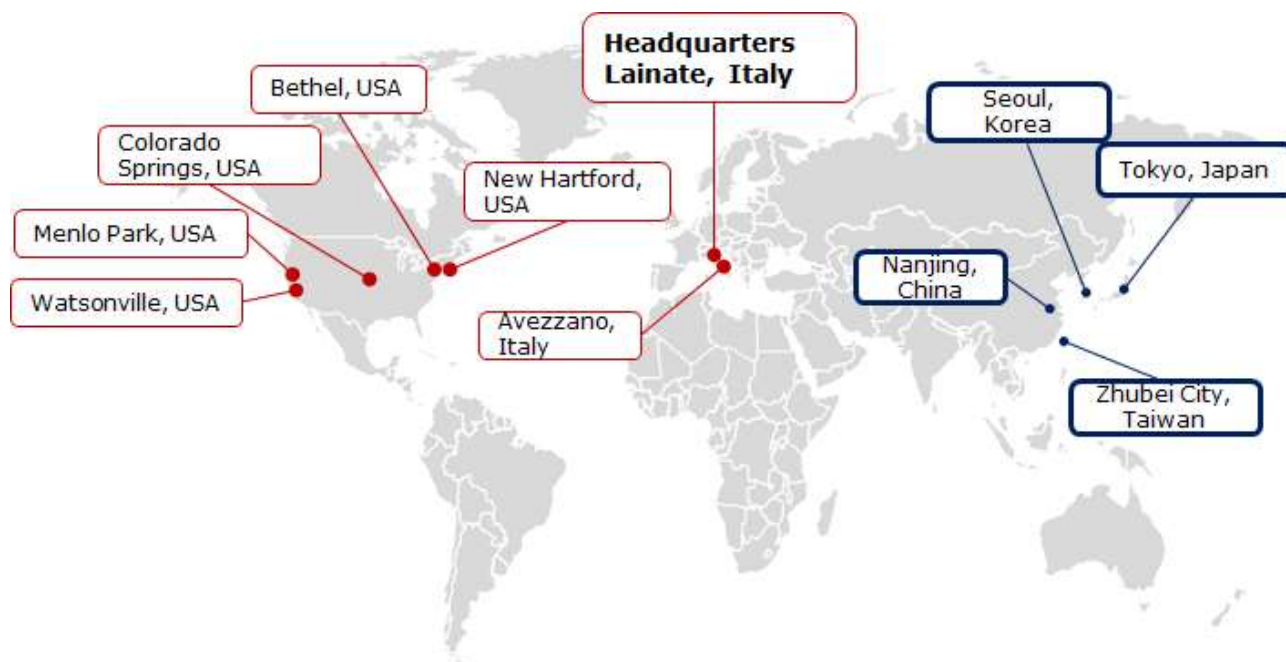 Headquarters
Lainate, Italy
Bethel, USA
Seoul,
Korea
Colorado
Springs, USA
Tokyo, Japan
New Hartford,
USA
Menlo Park, USA
Nanjing,
China
Watsonville, USA
Avezzano,
Italy
Zhubei City,
Taiwan